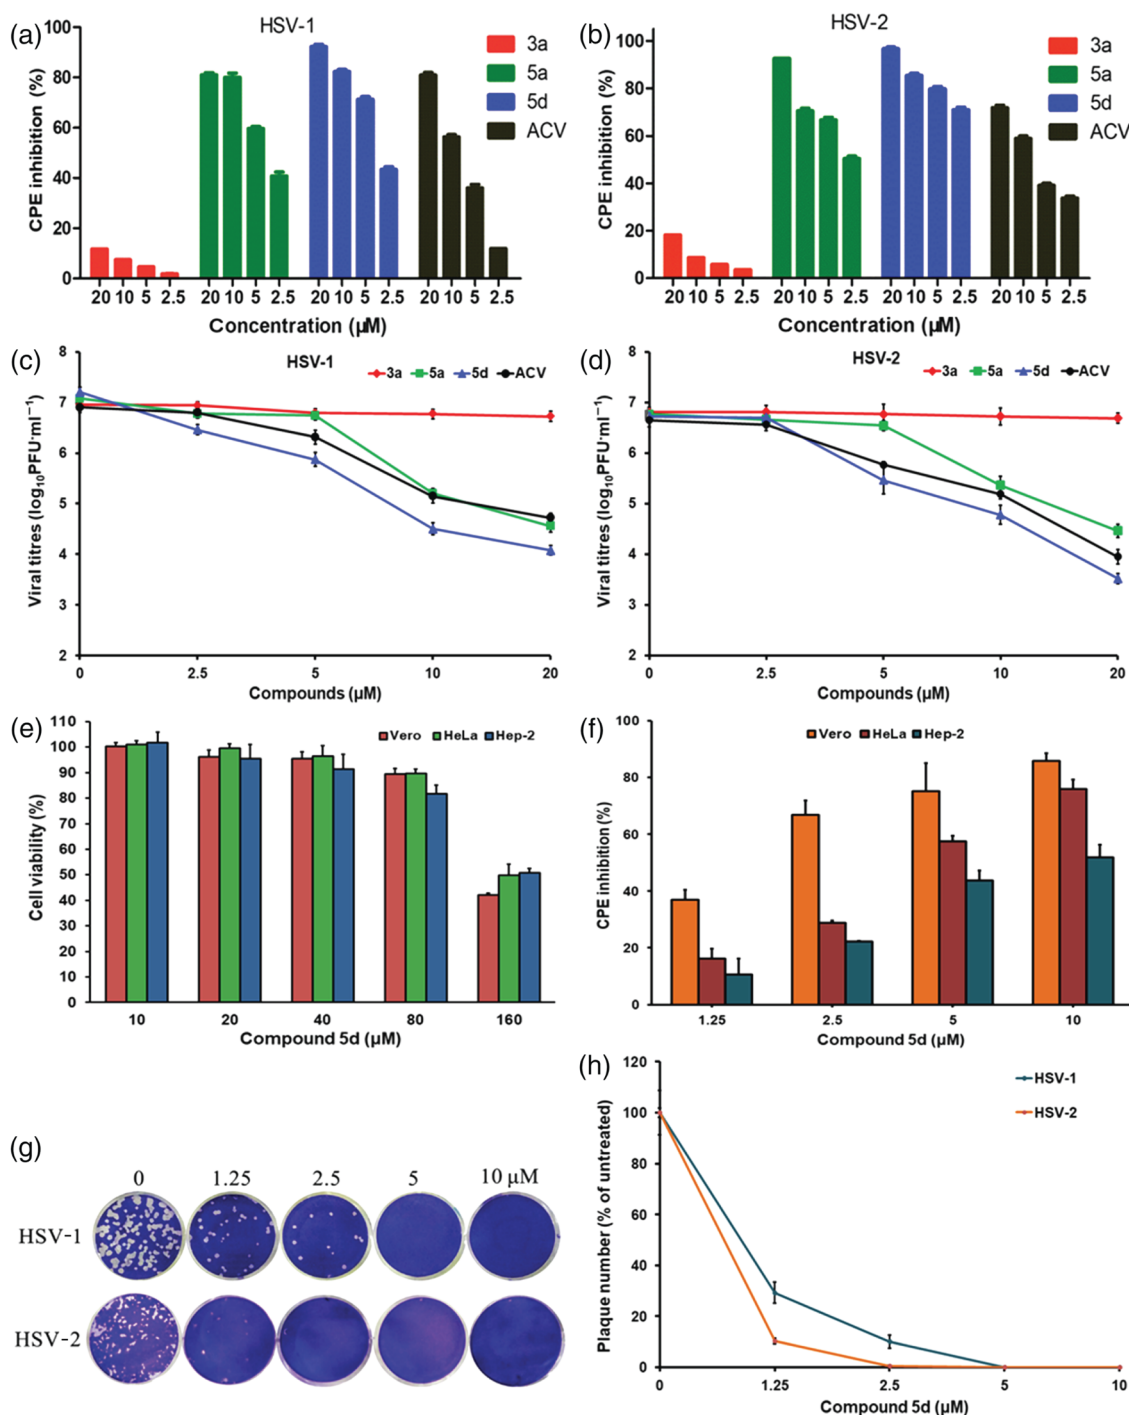 (a)
HSV-1
3a
5a
5d
ACV
CPE inhibition (%)
80
60
40
20
0
20 10 5 2.5 20 10 5 2.5 20 10 5 2.5 20 10 5 2.5
Concentration (µM)
(b)
HSV-2
3a
5a
5d
ACV
CPE inhibition (%)
100
80
60
40
20
0
20 10 5 2.5 20 10 5 2.5 20 10 5 2.5 20 10 5 2.5
Concentration (µM)
(c)
HSV-1
3a 5a 5d ACV
Viral titres (log10PFU·ml−1)
8
7
6
5
4
3
2
0 2.5 5 10 20
Compounds (µM)
(d)
HSV-2
3a 5a 5d ACV
Viral titres (log10PFU·ml−1)
8
7
6
5
4
3
2
0 2.5 5 10 20
Compounds (µM)
(e)
Vero HeLa Hep-2
Cell viability (%)
110
100
90
80
70
60
50
40
30
20
10
0
10 20 40 80 160
Compound 5d (µM)
(f)
Vero HeLa Hep-2
CPE inhibition (%)
100
80
60
40
20
0
1.25 2.5 5 10
Compound 5d (µM)
(g)
0 1.25 2.5 5 10 µM
HSV-1
HSV-2
(h)
HSV-1
HSV-2
Plaque number (% of untreated)
120
100
80
60
40
20
0
0 1.25 2.5 5 10
Compound 5d (µM)